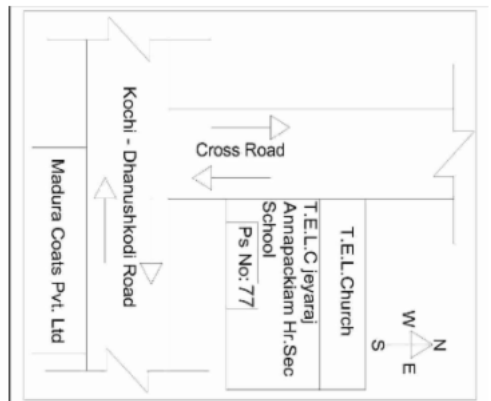 Kochi - Dhanushkodi Road
Madura Coats Pvt. Ltd
Cross Road
T.E.L.C jeyaraj
Annapackiam Hr.Sec
School
Ps No: 77
T.E.L.Church
W
N
S
E